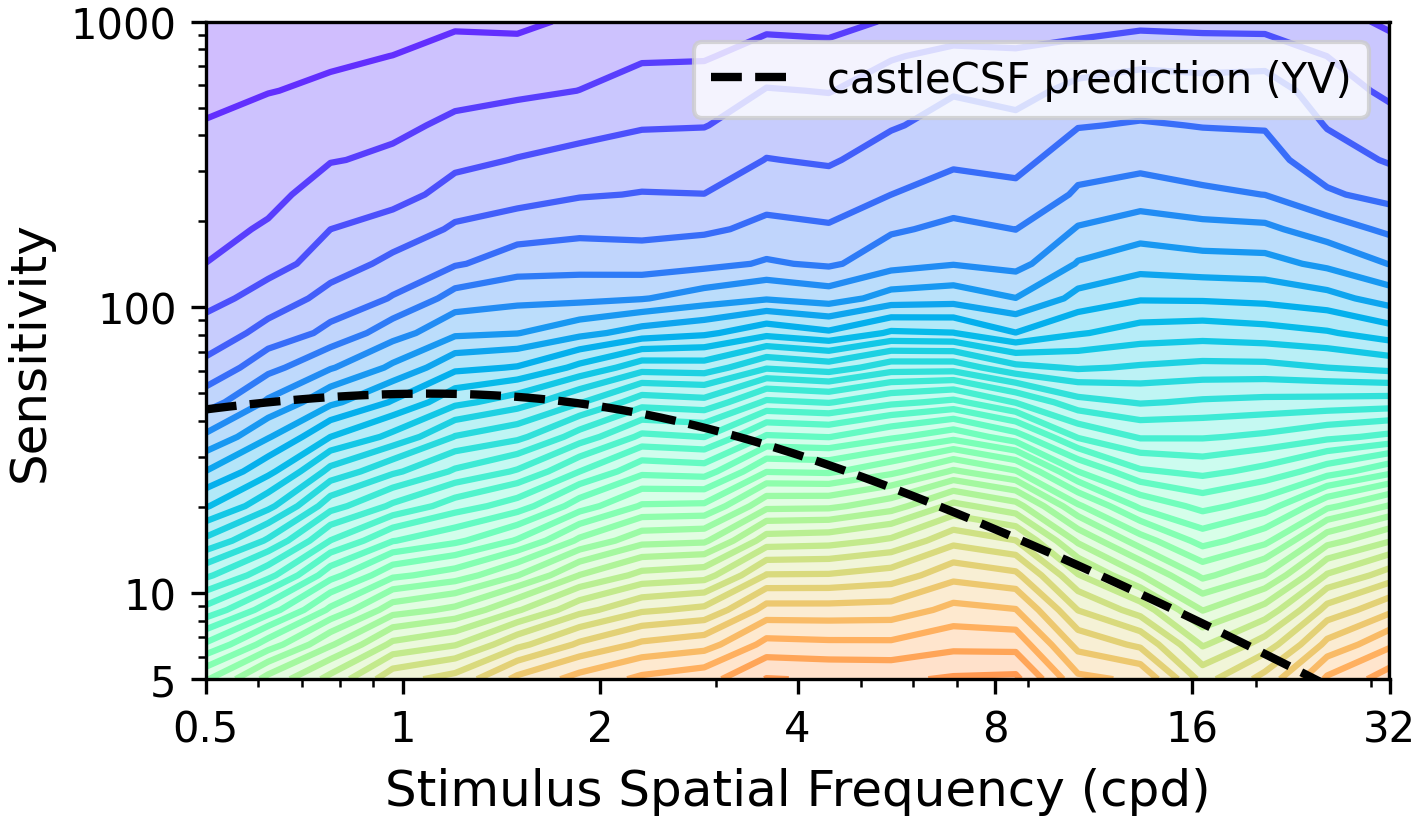 1000
100
10
5
Sensitivity
castleCSF prediction (YV)
0.5 1 2 4 8 16 32
Stimulus Spatial Frequency (cpd)